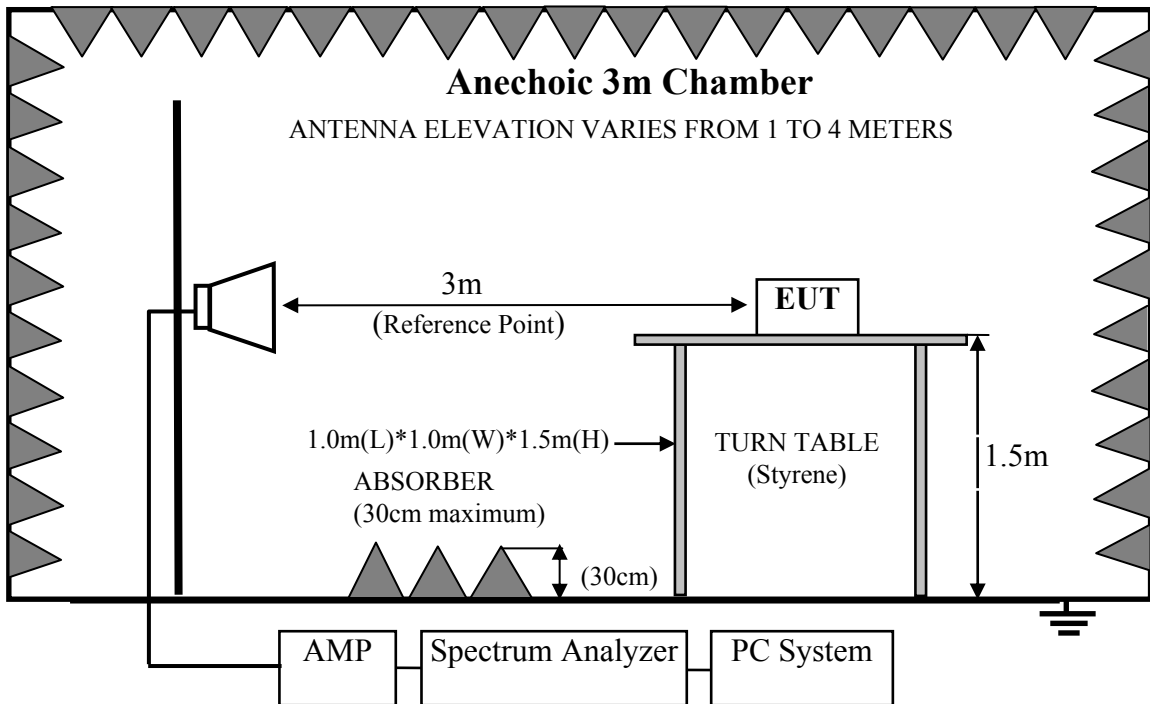 Anechoic 3m Chamber
ANTENNA ELEVATION VARIES FROM 1 TO 4 METERS
3m
(Reference Point)
EUT
1.0m(L)*1.0m(W)*1.5m(H)
TURN TABLE
(Styrene)
1.5m
ABSORBER
(30cm maximum)
(30cm)
AMP
Spectrum Analyzer
PC System